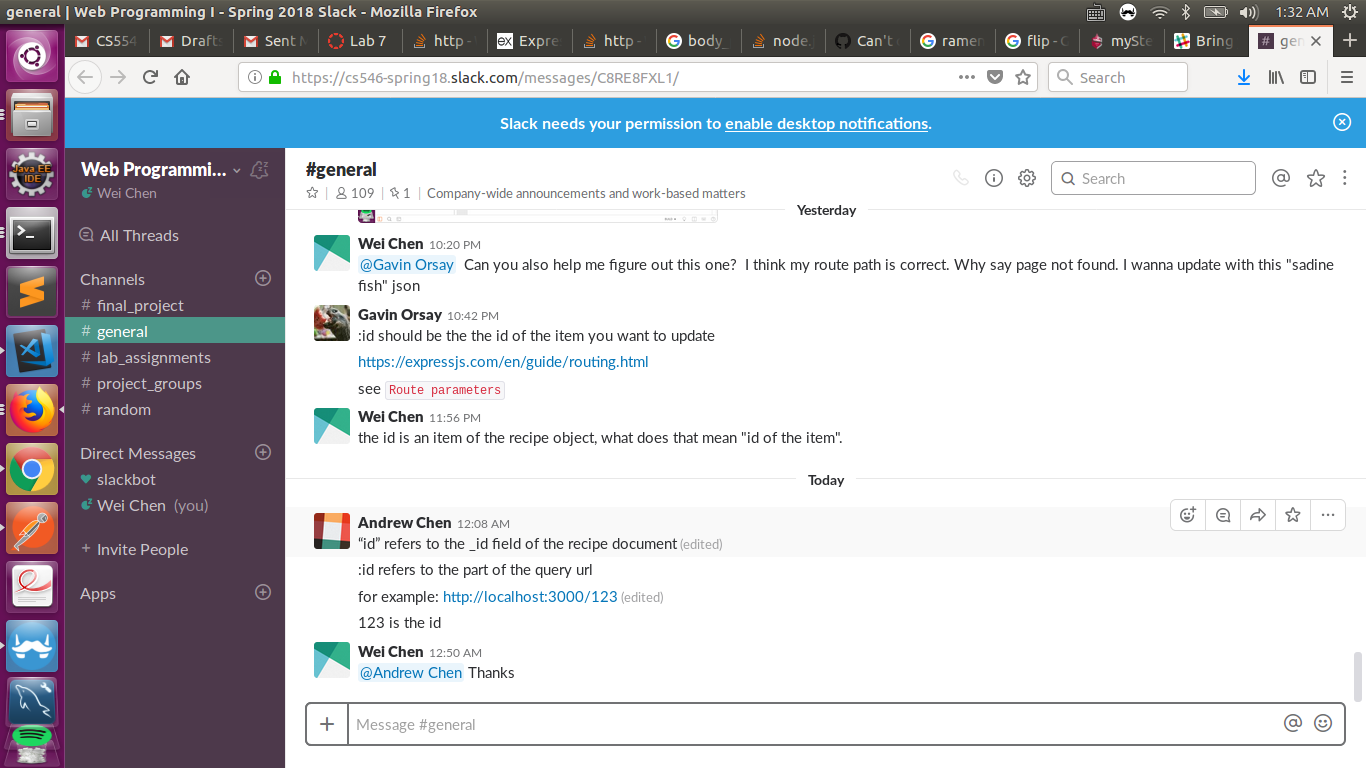 general | Web Programming I - Spring 2018 Slack - Mozilla Firefox
1:32 AM
CS554
Drafts
Sent M
Lab 7
http -
Expre
http -
body_
node.j
Can't
ramen
flip - C
mySte
Bring
gen
https://cs546-spring18.slack.com/messages/C8RE8FXL1/
Search
Slack needs your permission to enable desktop notifications.
Web Programmi...
Wei Chen
All Threads
Channels
# final_project
# general
# lab_assignments
# project_groups
# random
Direct Messages
slackbot
Wei Chen (you)
+ Invite People
Apps
#general
109
1
Company-wide announcements and work-based matters
Search
Yesterday
Wei Chen 10:20 PM
@Gavin Orsay Can you also help me figure out this one? I think my route path is correct. Why say page not found. I wanna update with this "sadine
fish" json
Gavin Orsay 10:42 PM
:id should be the the id of the item you want to update
https://expressjs.com/en/guide/routing.html
see Route parameters
Wei Chen 11:56 PM
the id is an item of the recipe object, what does that mean "id of the item".
Today
Andrew Chen 12:08 AM
“id” refers to the _id field of the recipe document (edited)
:id refers to the part of the query url
for example: http://localhost:3000/123 (edited)
123 is the id
Wei Chen 12:50 AM
@Andrew Chen Thanks
Message #general
Java EE
IDE